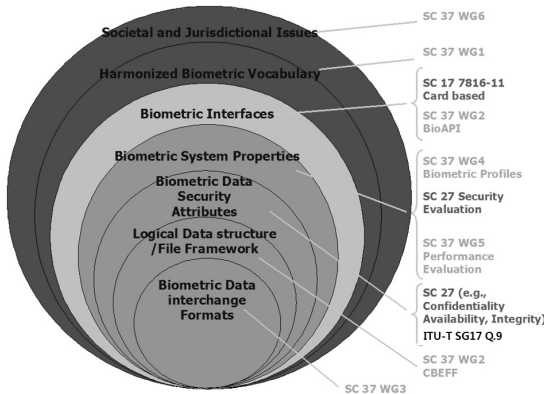 Societal and Jurisdictional Issues
Harmonized Biometric Vocabulary
Biometric Interfaces
Biometric System Properties
Biometric Data
Security
Attributes
Logical Data structure
/File Framework
Biometric Data
interchange
Formats
SC 37 WG6
SC 37 WG1
SC 17 7816-11
Card based
SC 37 WG2
BioAPI
SC 37 WG4
Biometric Profiles
SC 27 Security
Evaluation
SC 37 WG5
Performance
Evaluation
SC 27 (e.g.,
Confidentiality
Availability, Integrity)
ITU-T SG17 Q.9
SC 37 WG2
CBEFF
SC 37 WG3